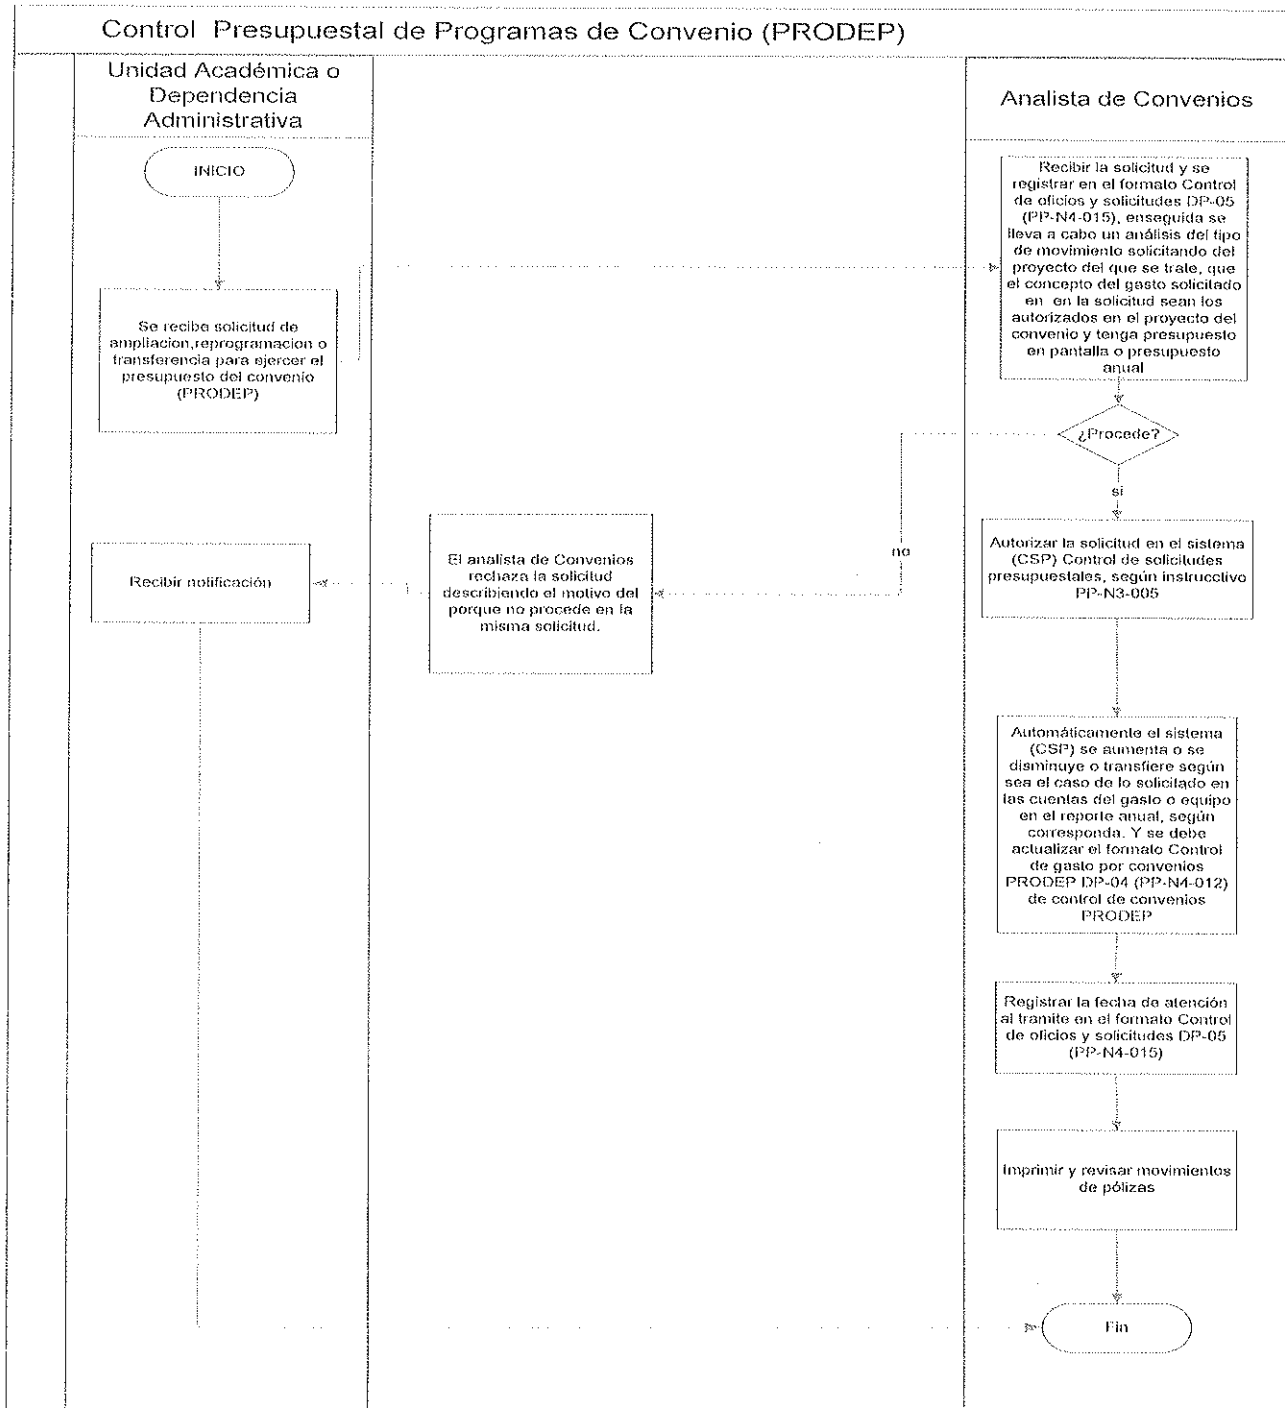 Control Presupuestal de Programas de Convenio (PRODEP)
Unidad Académica o
Dependencia
Administrativa
Analista de Convenios
INICIO
Se recibe solicitud de
ampliacion,reprogramacion o
transferencia para ejercer el
presupuesto del convenio
(PRODEP)
Recibir la solicitud y se
registrar en el formato Control
de oficios y solicitudes DP-05
(PP-N4-015), enseguida se
lleva a cabo un análisis del tipo
de movimiento solicitando del
proyecto del que se trate, que
el concepto del gasto solicitado
en en la solicitud sean los
autorizados en el proyecto del
convenio y tenga presupuesto
en pantalla o presupuesto
anual
¿Procede?
si
no
Autorizar la solicitud en el sistema
(CSP) Control de solicitudes
presupuestales, según instrucctivo
PP-N3-005
El analista de Convenios
rechaza la solicitud
describiendo el motivo del
porque no procede en la
misma solicitud.
Recibir notificación
Automáticamente el sistema
(CSP) se aumenta o se
disminuye o transfiere según
sea el caso de lo solicitado en
las cuentas del gasto o equipo
en el reporte anual, según
corresponda. Y se debe
actualizar el formato Control
de gasto por convenios
PRODEP DP-04 (PP-N4-012)
de control de convenios
PRODEP
Registrar la fecha de atención
al tramite en el formato Control
de oficios y solicitudes DP-05
(PP-N4-015)
Imprimir y revisar movimientos
de pólizas
Fin